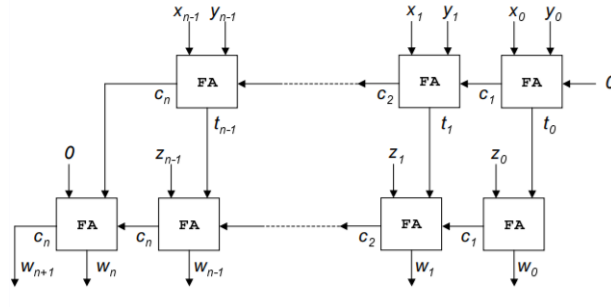 x_{n-1} y_{n-1} x_1 y_1 x_0 y_0
FA FA FA 0
c_n c_2 c_1
t_{n-1} t_1 t_0
0 z_{n-1} z_1 z_0
FA FA FA FA
c_n c_n c_2 c_1
w_{n+1} w_n w_{n-1} w_1 w_0